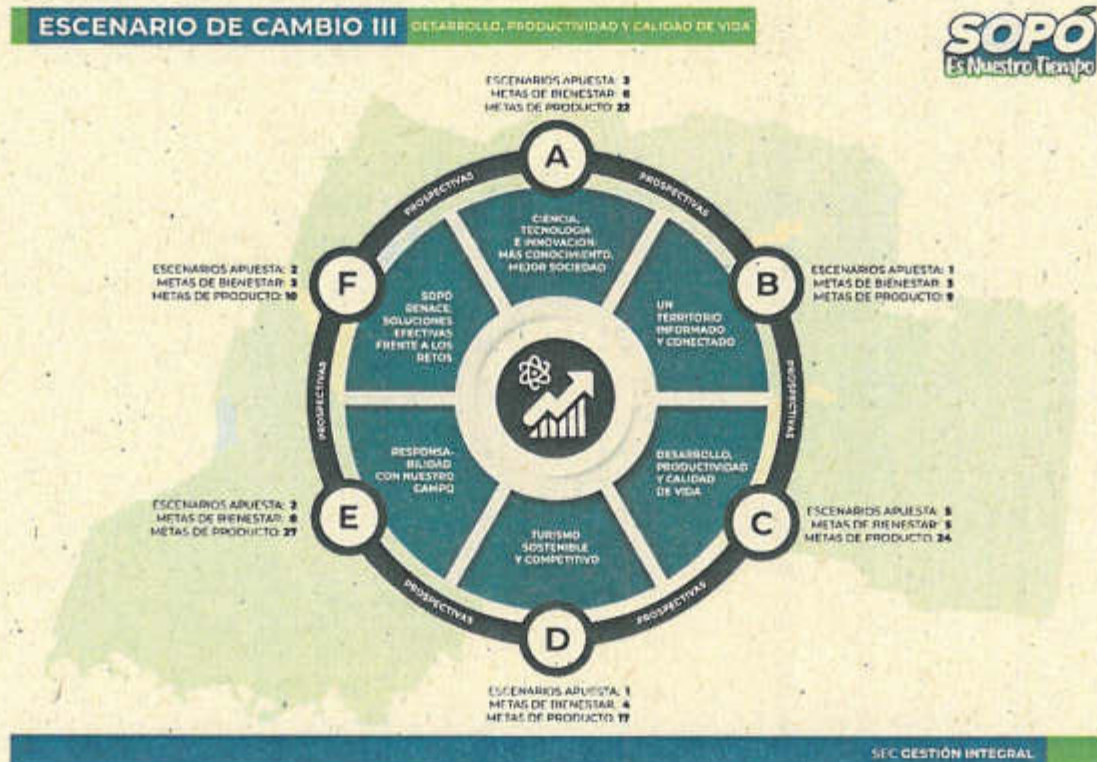 ESCENARIO DE CAMBIO III
DESARROLLO, PRODUCTIVIDAD Y CALIDAD DE VIDA
SOPÓ
Es Nuestro Tiempo
ESCENARIOS APUESTA: 3
METAS DE BIENESTAR: 6
METAS DE PRODUCTO: 22
A
PROSPECTIVAS
PROSPECTIVAS
CIENCIA,
TECNOLOGÍA
E INNOVACIÓN:
MÁS CONOCIMIENTO,
MEJOR SOCIEDAD
ESCENARIOS APUESTA: 2
METAS DE BIENESTAR: 3
METAS DE PRODUCTO: 10
F
SOPÓ
RENACE,
SOLUCIONES
EFECTIVAS
FRENTE A LOS
RETOS
UN
TERRITORIO
INFORMADO
Y CONECTADO
B
ESCENARIOS APUESTA: 1
METAS DE BIENESTAR: 3
METAS DE PRODUCTO: 9
PROSPECTIVAS
PROSPECTIVAS
RESPONSA-
BILIDAD
CON NUESTRO
CAMPO
DESARROLLO,
PRODUCTIVIDAD
Y CALIDAD
DE VIDA
ESCENARIOS APUESTA: 2
METAS DE BIENESTAR:
METAS DE PRODUCTO: 27
E
TURISMO
SOSTENIBLE
Y COMPETITIVO
C
ESCENARIOS APUESTA: 5
METAS DE BIENESTAR: 5
METAS DE PRODUCTO: 24
PROSPECTIVAS
PROSPECTIVAS
D
ESCENARIOS APUESTA: 1
METAS DE BIENESTAR: 4
METAS DE PRODUCTO: 17
SEC GESTIÓN INTEGRAL